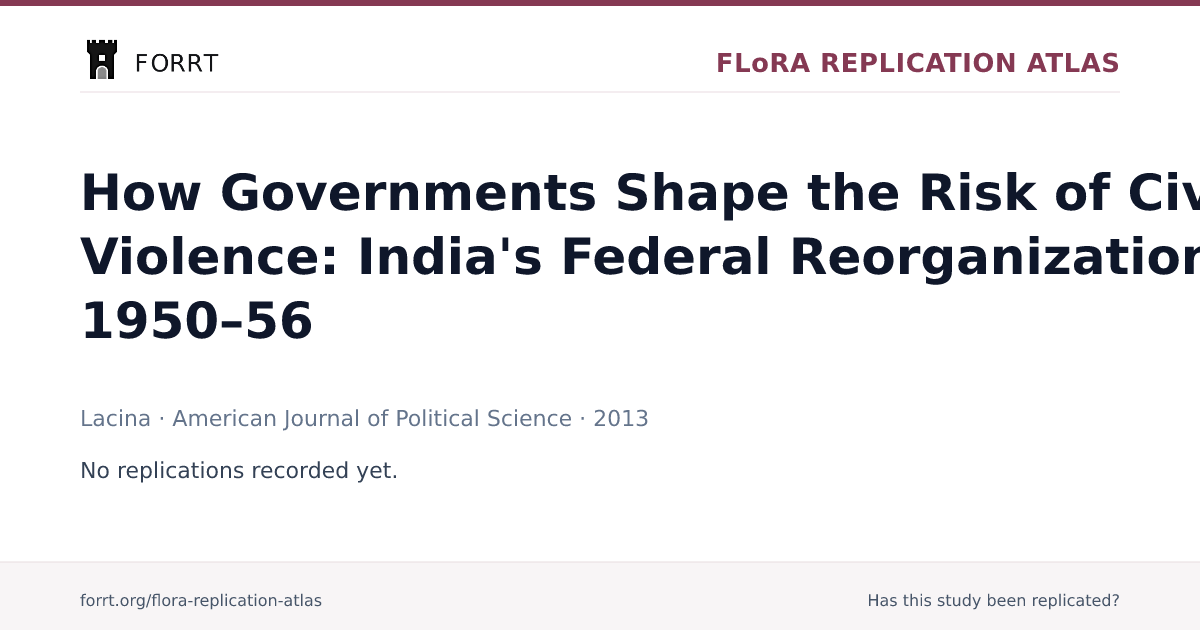 FORRT
FLoRA REPLICATION ATLAS
How Governments Shape the Risk of Civ
Violence: India's Federal Reorganization
1950–56
Lacina · American Journal of Political Science · 2013
No replications recorded yet.
forrt.org/flora-replication-atlas
Has this study been replicated?